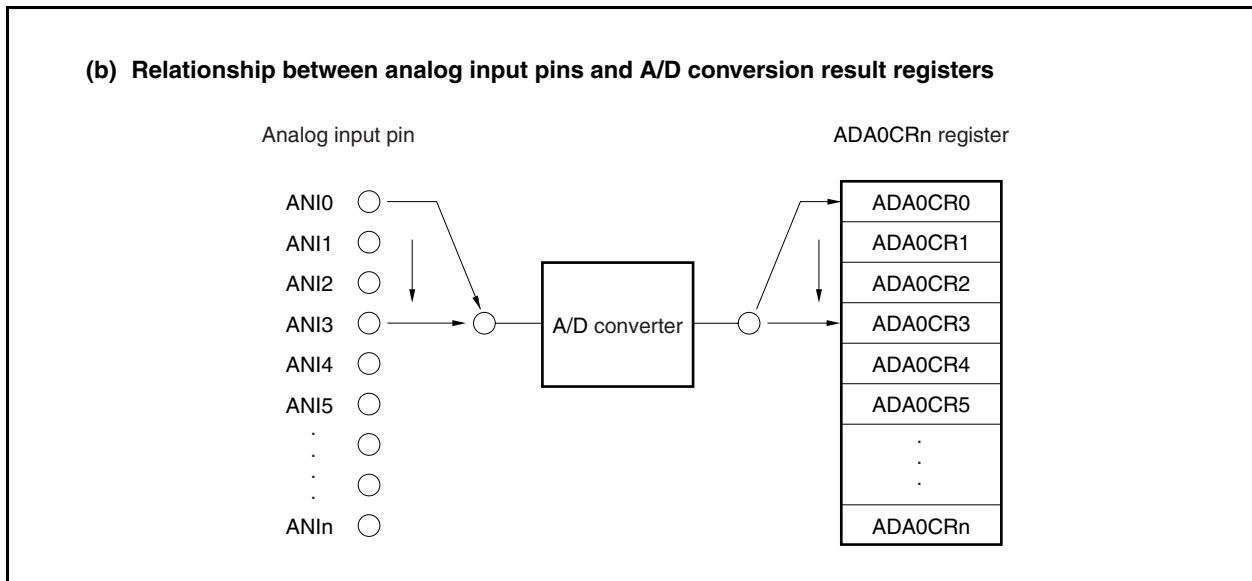 (b) Relationship between analog input pins and A/D conversion result registers
Analog input pin
ADA0CRn register
ANI0
ADA0CR0
ANI1
ADA0CR1
ANI2
ADA0CR2
ANI3
A/D converter
ADA0CR3
ANI4
ADA0CR4
ANI5
ADA0CR5
.
.
.
.
.
.
.
ANIn
ADA0CRn